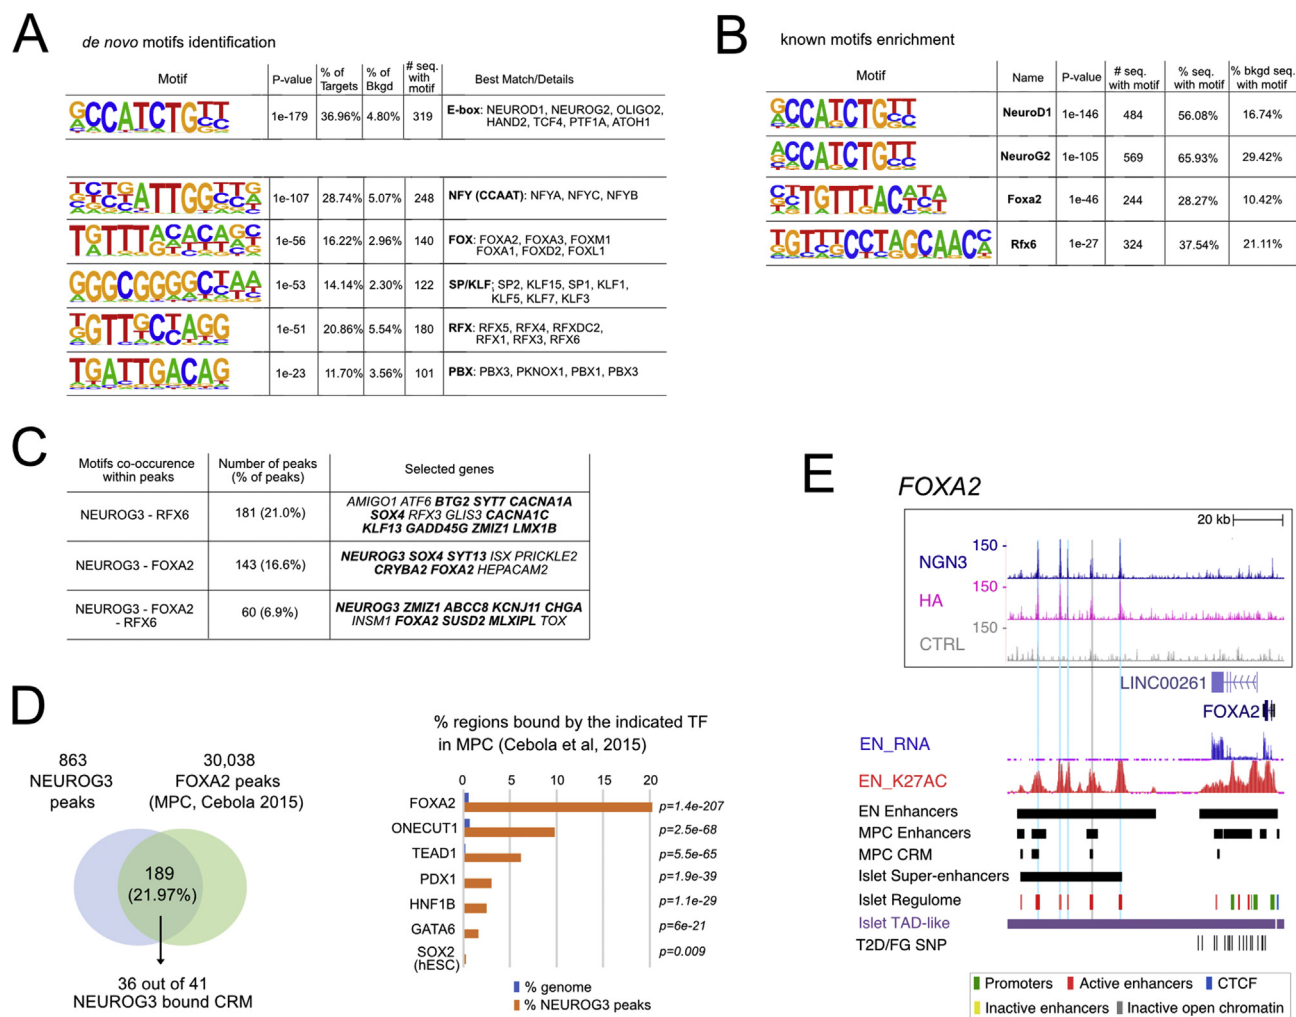 A
de novo motifs identification
Motif
P-value
% of Targets
% of Bkgd
# seq. with motif
Best Match/Details
GCCATCTGTT
1e-179
36.96%
4.80%
319
E-box: NEUROD1, NEUROG2, OLIGO2,
HAND2, TCF4, PTF1A, ATOH1
1e-107
28.74%
5.07%
248
NFY (CCAAT): NFYA, NFYC, NFYB
TGTTTACACAGC
1e-56
16.22%
2.96%
140
FOX: FOXA2, FOXA3, FOXM1
FOXA1, FOXD2, FOXL1
GGGCGGGGCTAA
1e-53
14.14%
2.30%
122
SP/KLF: SP2, KLF15, SP1, KLF1,
KLF5, KLF7, KLF3
TGTTGCTAGG
1e-51
20.86%
5.54%
180
RFX: RFX5, RFX4, RFXDC2,
RFX1, RFX3, RFX6
TGATTGACAG
1e-23
11.70%
3.56%
101
PBX: PBX3, PKNOX1, PBX1, PBX3
B
known motifs enrichment
Motif
Name
P-value
# seq. with motif
% seq. with motif
% bkgd seq. with motif
GCCATCTGTT
NeuroD1
1e-146
484
56.08%
16.74%
ACCATCTGTT
NeuroG2
1e-105
569
65.93%
29.42%
Foxa2
1e-46
244
28.27%
10.42%
Rfx6
1e-27
324
37.54%
21.11%
C
Motifs co-occurence
within peaks
Number of peaks
(% of peaks)
Selected genes
NEUROG3 - RFX6
181 (21.0%)
AMIGO1 ATF6 BTG2 SYT7 CACNA1A
SOX4 RFX3 GLIS3 CACNA1C
KLF13 GADD45G ZMIZ1 LMX1B
NEUROG3 - FOXA2
143 (16.6%)
NEUROG3 SOX4 SYT13 ISX PRICKLE2
CRYBA2 FOXA2 HEPACAM2
NEUROG3 - FOXA2
- RFX6
60 (6.9%)
NEUROG3 ZMIZ1 ABCC8 KCNJ11 CHGA
INSM1 FOXA2 SUSD2 MLXIPL TOX
D
863
NEUROG3
peaks
30,038
FOXA2 peaks
(MPC, Cebola 2015)
189
(21.97%)
36 out of 41
NEUROG3 bound CRM
% regions bound by the indicated TF
in MPC (Cebola et al, 2015)
0 5 10 15 20
FOXA2 p=1.4e-207
ONECUT1 p=2.5e-68
TEAD1 p=5.5e-65
PDX1 p=1.9e-39
HNF1B p=1.1e-29
GATA6 p=6e-21
SOX2 p=0.009
(hESC)
% genome
% NEUROG3 peaks
E
FOXA2
20 kb
150 -
NGN3
150 -
HA
150 -
CTRL
LINC00261
FOXA2
EN_RNA
EN_K27AC
EN Enhancers
MPC Enhancers
MPC CRM
Islet Super-enhancers
Islet Regulome
Islet TAD-like
T2D/FG SNP
Promoters Active enhancers CTCF
Inactive enhancers Inactive open chromatin